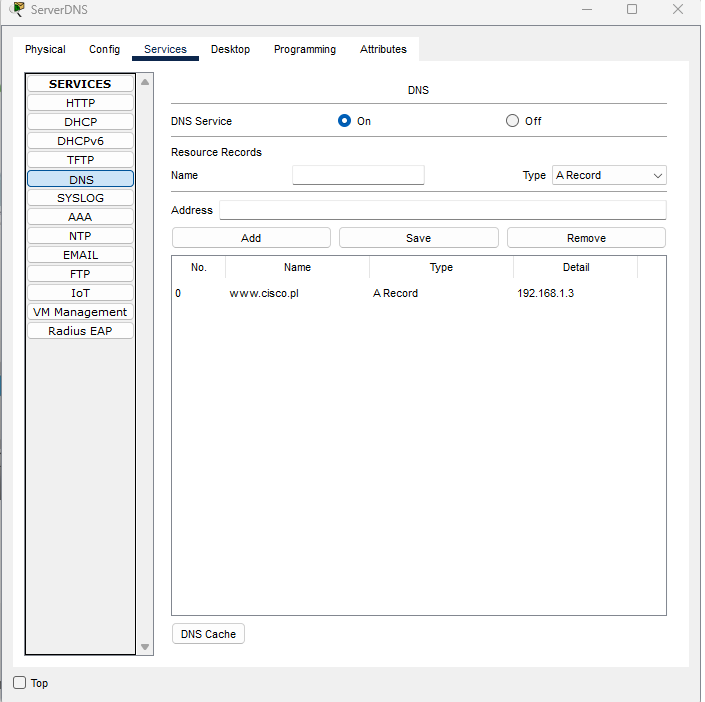 ServerDNS
Physical Config Services Desktop Programming Attributes
SERVICES
HTTP
DHCP
DHCPv6
TFTP
DNS
SYSLOG
AAA
NTP
EMAIL
FTP
IoT
VM Management
Radius EAP
DNS
DNS Service On Off
Resource Records
Name Type A Record
Address
Add Save Remove
No. Name Type Detail
0 www.cisco.pl A Record 192.168.1.3
DNS Cache
Top